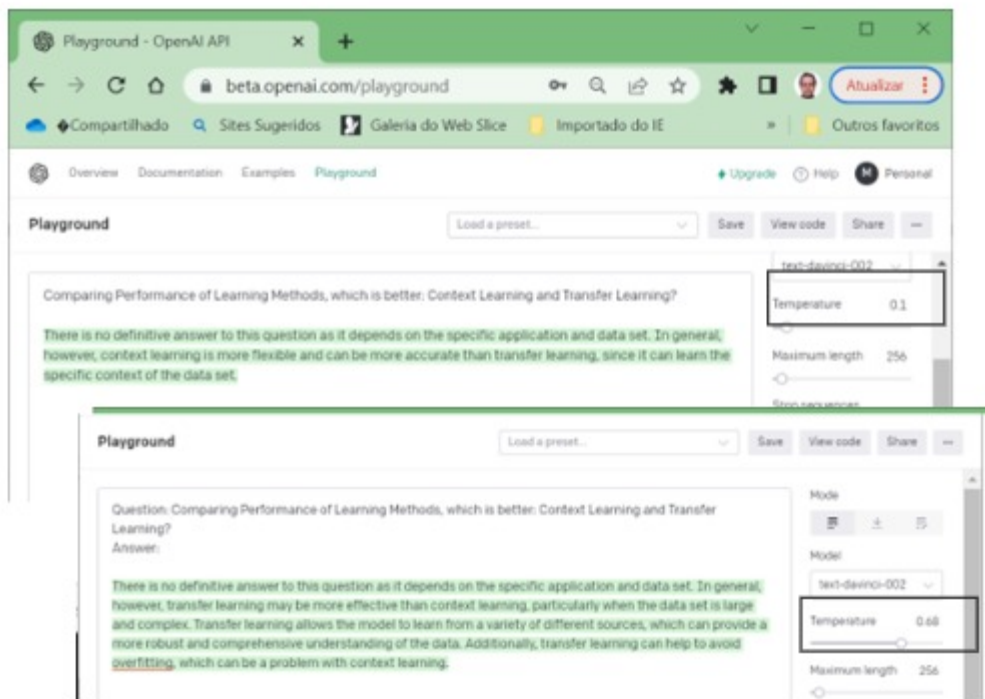 Playground - OpenAI API
beta.openai.com/playground
Atualizar
�Compartilhado Sites Sugeridos Galeria do Web Slice Importado do IE » Outros favoritos
Overview Documentation Examples Playground Upgrade Help M Personal
Playground Load a preset... Save View code Share ...
text-davinci-002
Comparing Performance of Learning Methods, which is better: Context Learning and Transfer Learning?
Temperature 0.1
There is no definitive answer to this question as it depends on the specific application and data set. In general,
however, context learning is more flexible and can be more accurate than transfer learning, since it can learn the
specific context of the data set.
Maximum length 256
Stop sequences
Playground Load a preset... Save View code Share ...
Question: Comparing Performance of Learning Methods, which is better: Context Learning and Transfer
Learning?
Answer:
Mode
Model
text-davinci-002
There is no definitive answer to this question as it depends on the specific application and data set. In general,
however, transfer learning may be more effective than context learning, particularly when the data set is large
and complex. Transfer learning allows the model to learn from a variety of different sources, which can provide a
more robust and comprehensive understanding of the data. Additionally, transfer learning can help to avoid
overfitting, which can be a problem with context learning.
Temperature 0.68
Maximum length 256